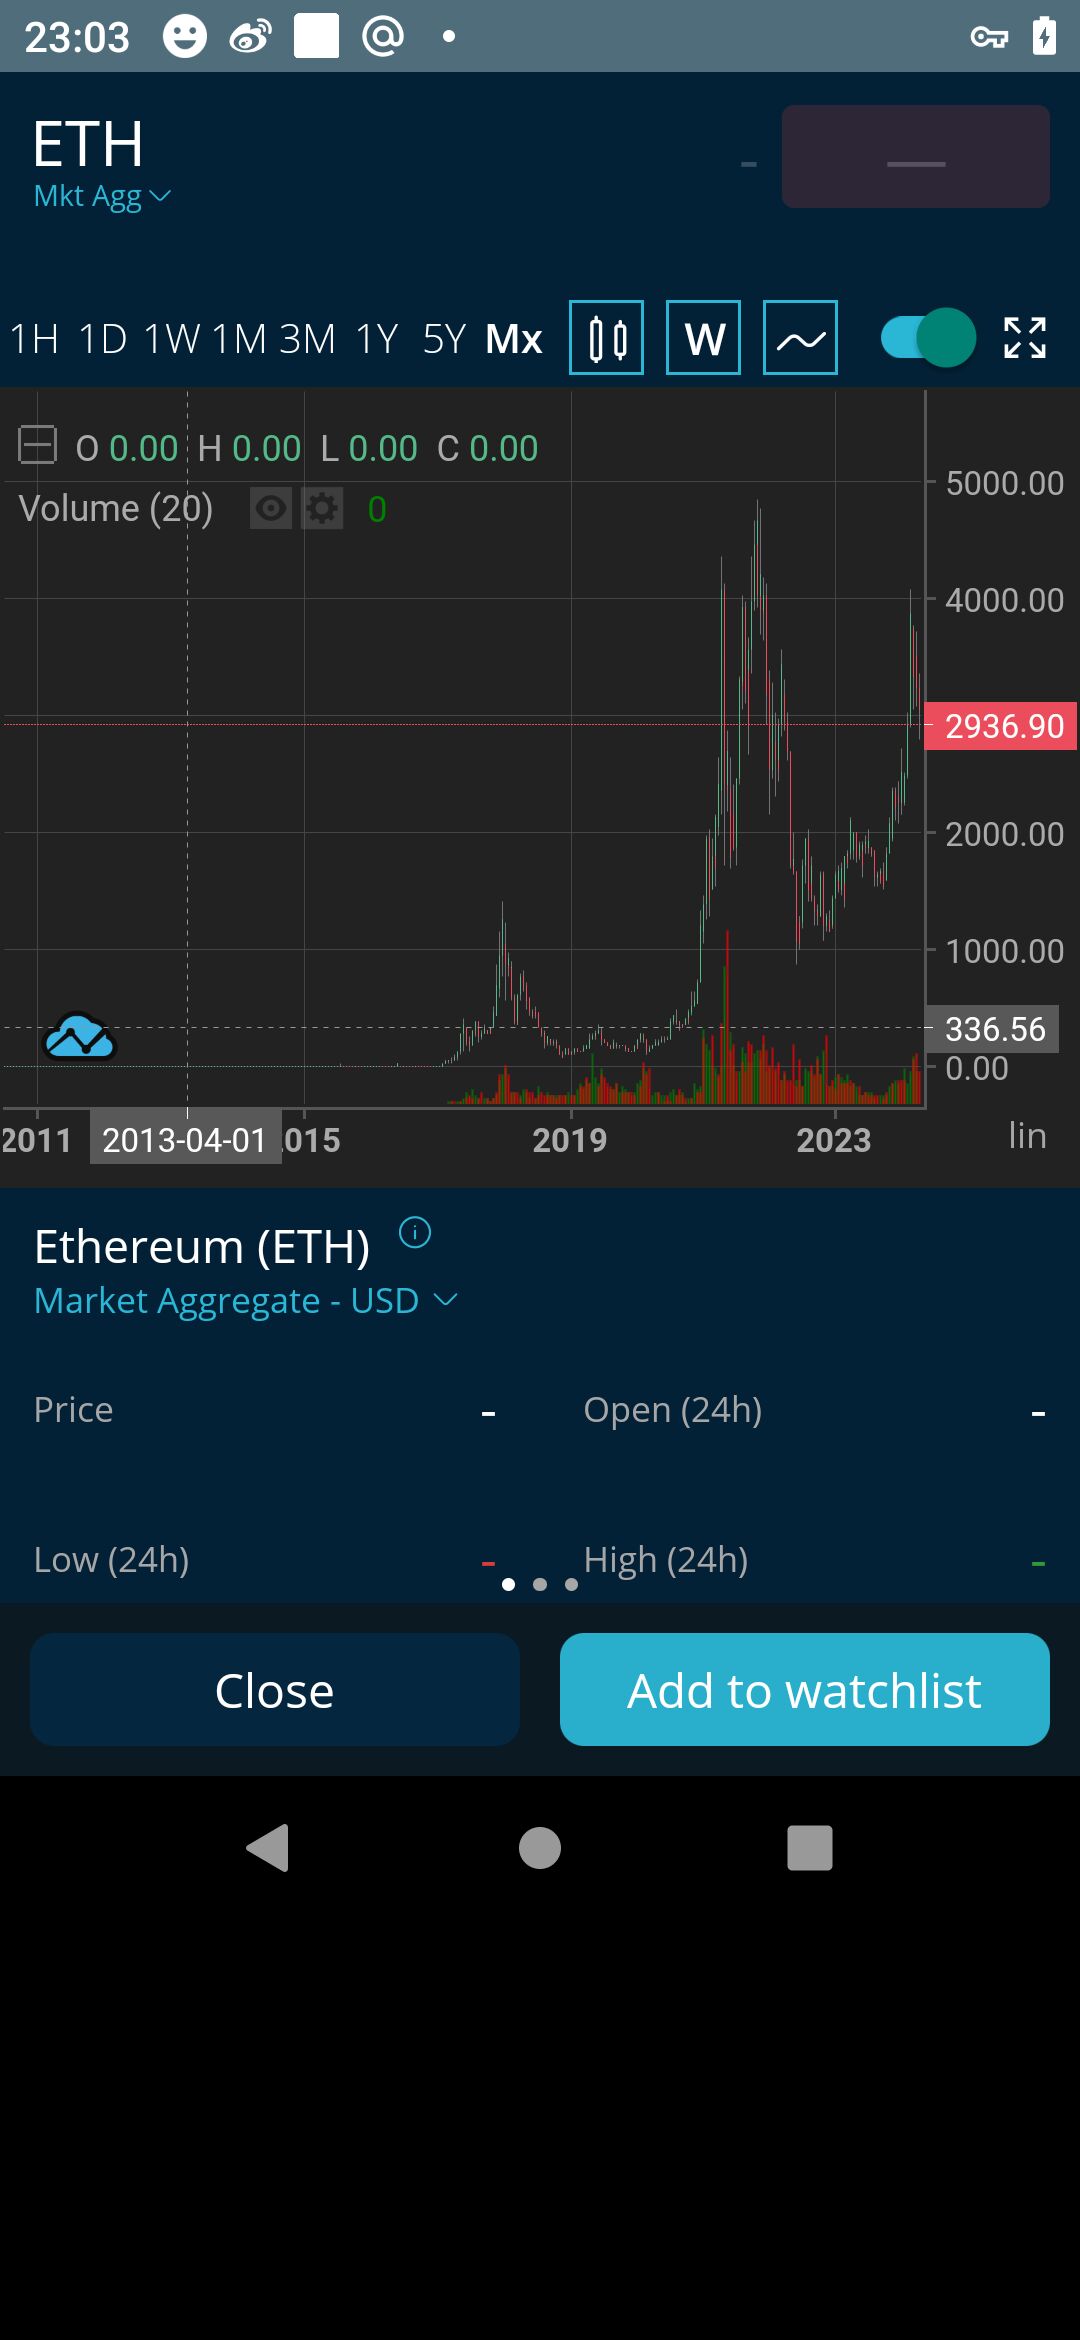 23:03
ETH
Mkt Agg
-
—
1H 1D 1W 1M 3M 1Y 5Y Mx W
O 0.00 H 0.00 L 0.00 C 0.00
Volume (20) 0
5000.00
4000.00
2936.90
2000.00
1000.00
336.56
0.00
2011 2013-04-01 015 2019 2023 lin
Ethereum (ETH)
Market Aggregate - USD
Price - Open (24h) -
Low (24h) - High (24h) -
Close Add to watchlist